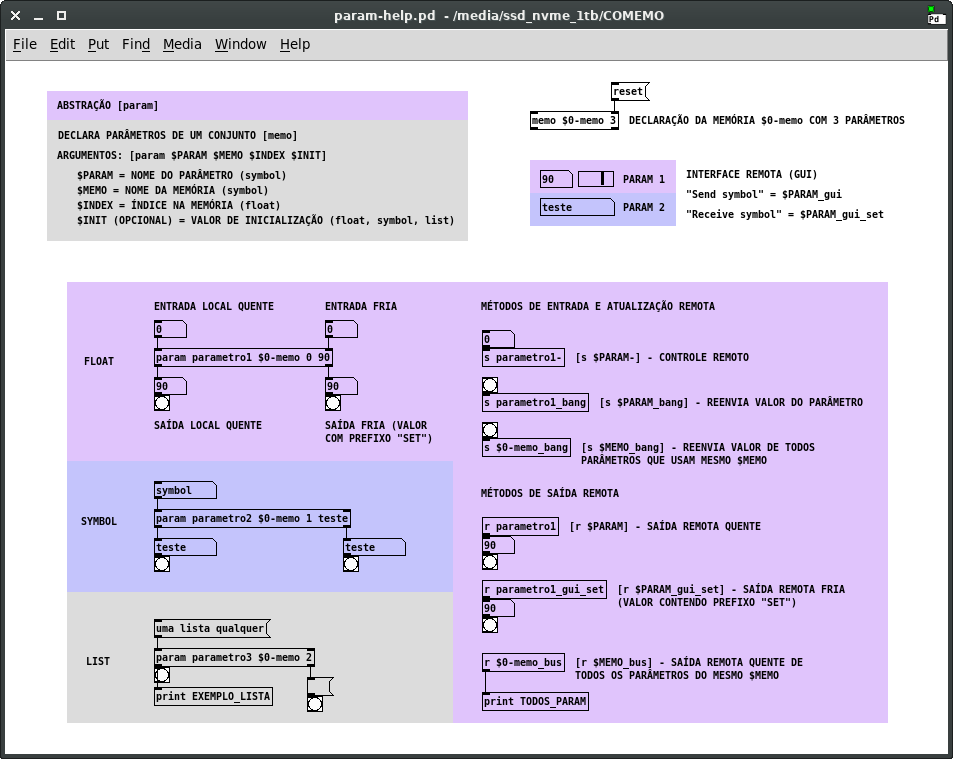 param-help.pd - /media/ssd_nvme_1tb/COMEMO
Pd
File Edit Put Find Media Window Help
ABSTRAÇÃO [param]
DECLARA PARÂMETROS DE UM CONJUNTO [memo]
ARGUMENTOS: [param $PARAM $MEMO $INDEX $INIT]
$PARAM = NOME DO PARÂMETRO (symbol)
$MEMO = NOME DA MEMÓRIA (symbol)
$INDEX = ÍNDICE NA MEMÓRIA (float)
$INIT (OPCIONAL) = VALOR DE INICIALIZAÇÃO (float, symbol, list)
reset
memo $0-memo 3 DECLARAÇÃO DA MEMÓRIA $0-memo COM 3 PARÂMETROS
90 PARAM 1
teste PARAM 2
INTERFACE REMOTA (GUI)
"Send symbol" = $PARAM_gui
"Receive symbol" = $PARAM_gui_set
FLOAT
ENTRADA LOCAL QUENTE ENTRADA FRIA
0 0
param parametro1 $0-memo 0 90
90 90
SAÍDA LOCAL QUENTE
SAÍDA FRIA (VALOR
COM PREFIXO "SET")
SYMBOL
symbol
param parametro2 $0-memo 1 teste
teste teste
LIST
uma lista qualquer
param parametro3 $0-memo 2
print EXEMPLO_LISTA
MÉTODOS DE ENTRADA E ATUALIZAÇÃO REMOTA
0
s parametro1- [s $PARAM-] - CONTROLE REMOTO
s parametro1_bang [s $PARAM_bang] - REENVIA VALOR DO PARÂMETRO
s $0-memo_bang [s $MEMO_bang] - REENVIA VALOR DE TODOS
PARÂMETROS QUE USAM MESMO $MEMO
MÉTODOS DE SAÍDA REMOTA
r parametro1 [r $PARAM] - SAÍDA REMOTA QUENTE
90
r parametro1_gui_set [r $PARAM_gui_set] - SAÍDA REMOTA FRIA
(VALOR CONTENDO PREFIXO "SET")
90
r $0-memo_bus [r $MEMO_bus] - SAÍDA REMOTA QUENTE DE
TODOS OS PARÂMETROS DO MESMO $MEMO
print TODOS_PARAM